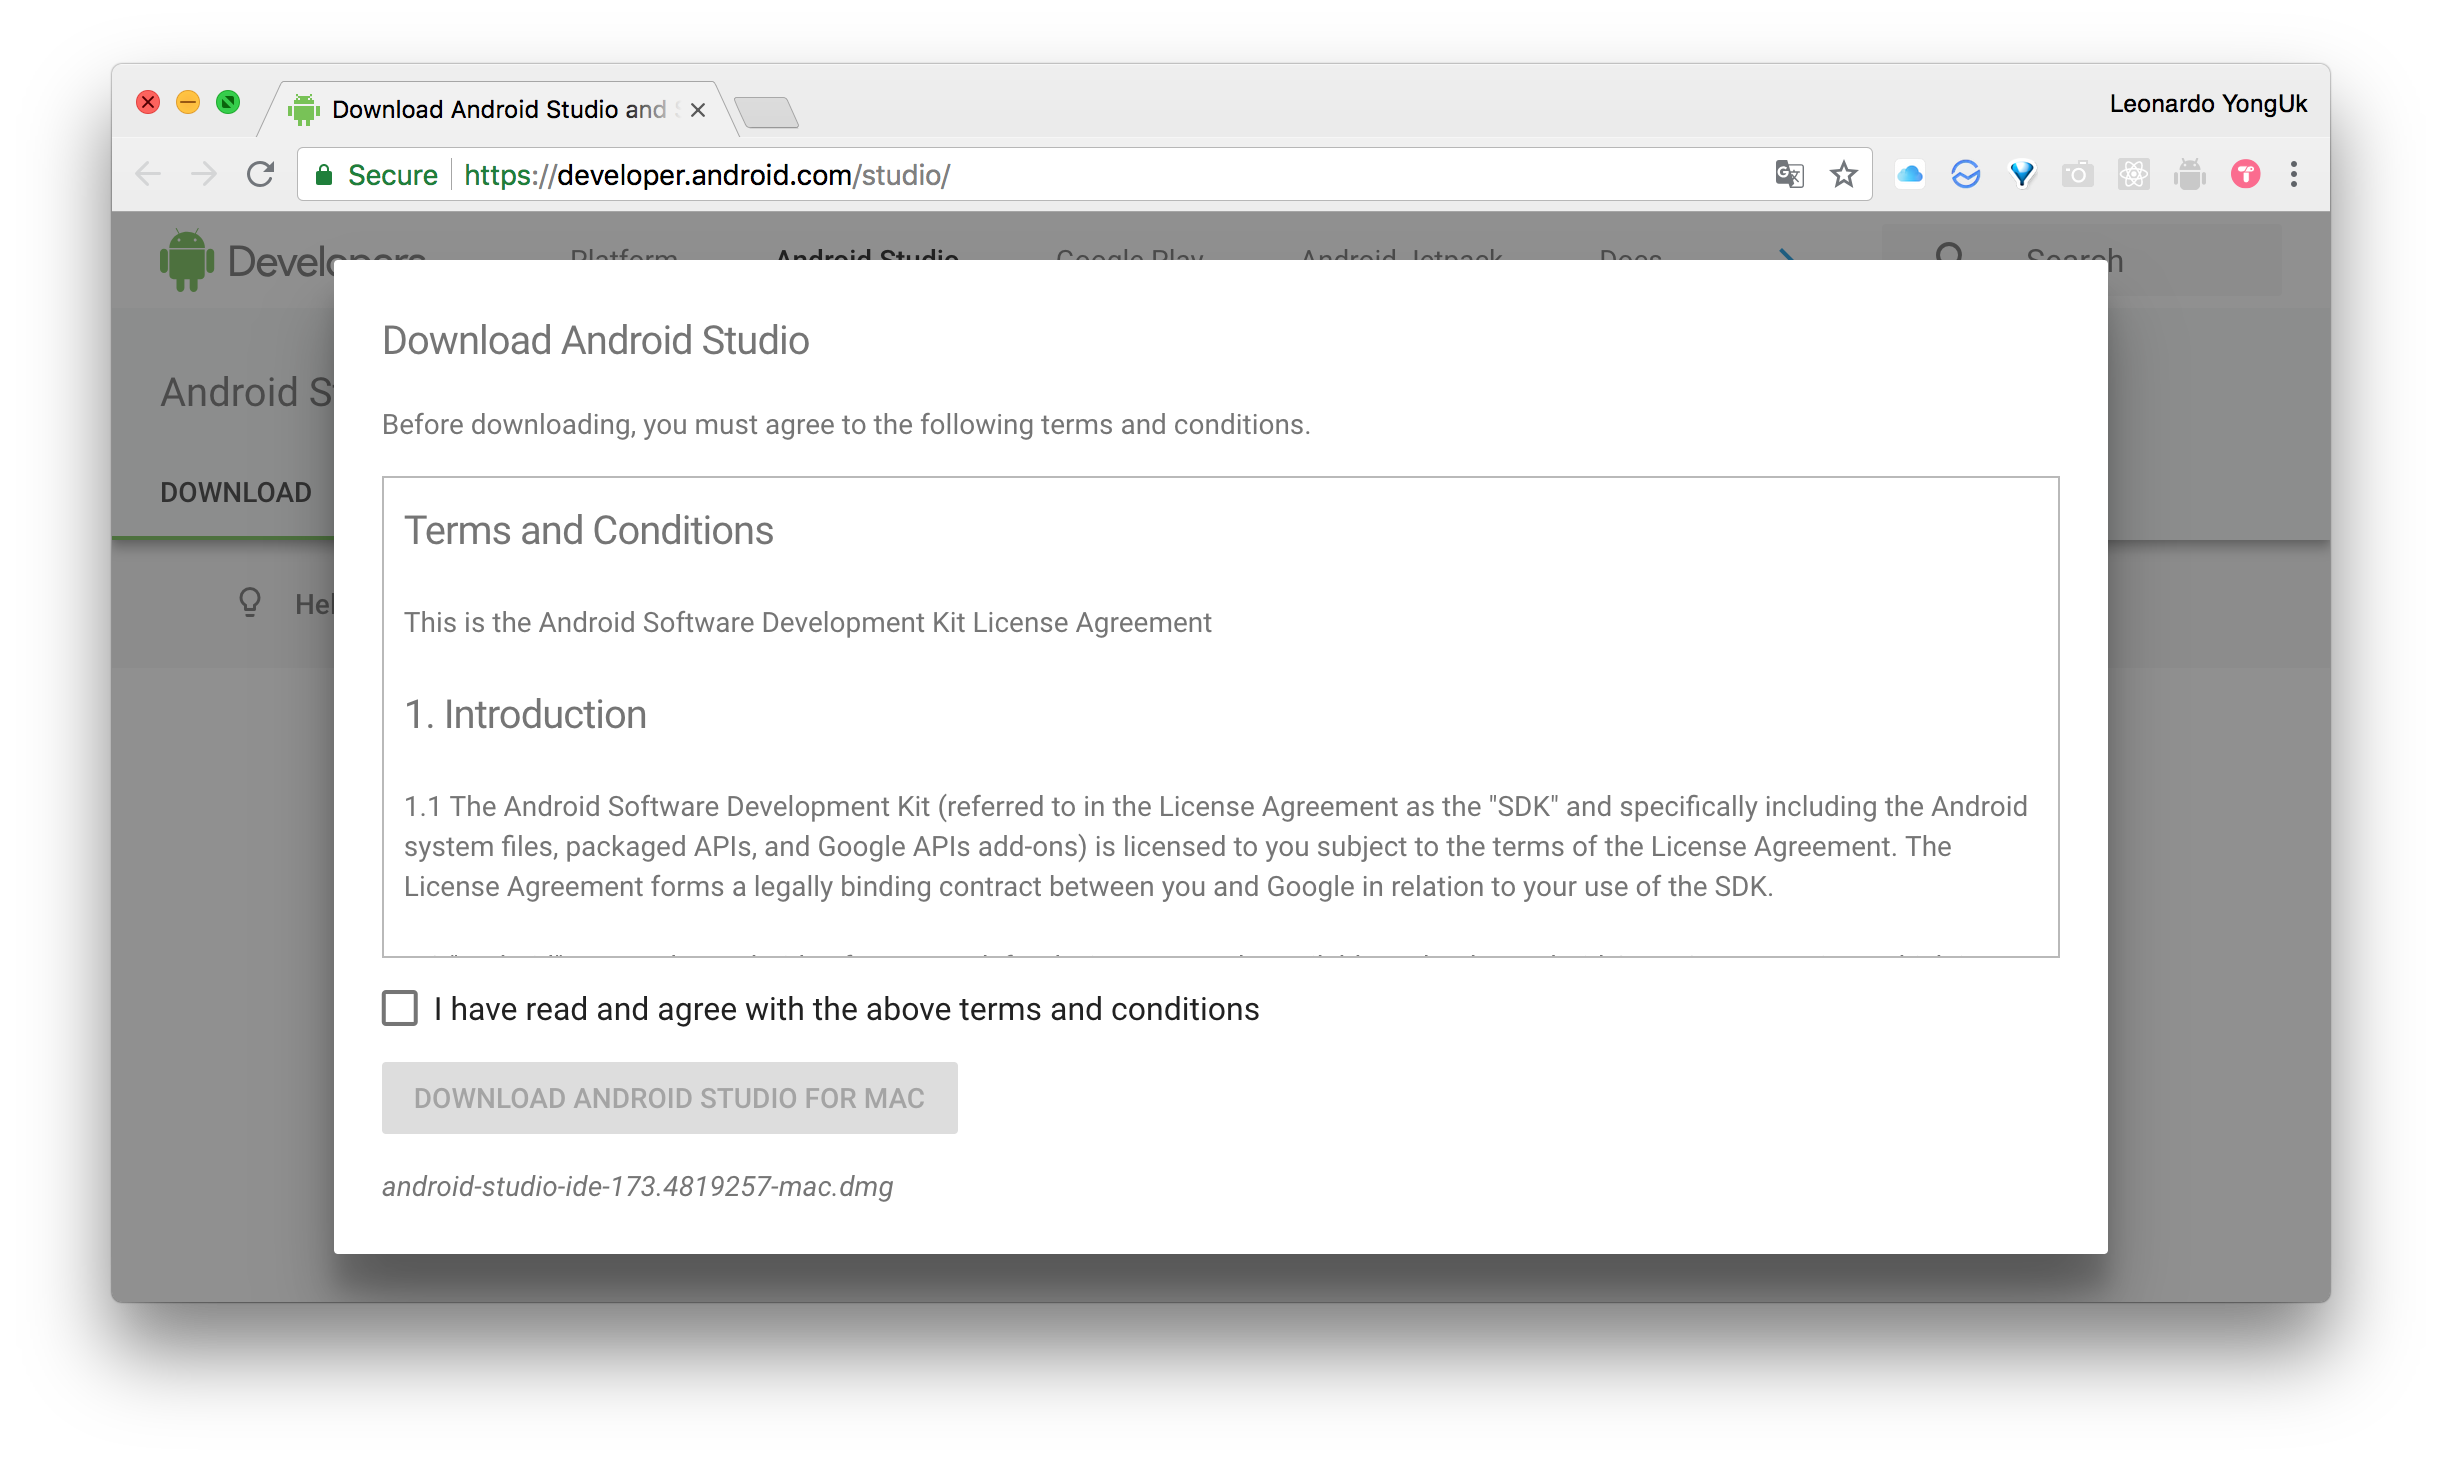 Download Android Studio and
Leonardo YongUk
Secure https://developer.android.com/studio/
Developers Platform Android Studio Google Play Android Jetpack Docs Search
Download Android Studio
Android St
Before downloading, you must agree to the following terms and conditions.
DOWNLOAD
Terms and Conditions
Hel
This is the Android Software Development Kit License Agreement
1. Introduction
1.1 The Android Software Development Kit (referred to in the License Agreement as the "SDK" and specifically including the Android
system files, packaged APIs, and Google APIs add-ons) is licensed to you subject to the terms of the License Agreement. The
License Agreement forms a legally binding contract between you and Google in relation to your use of the SDK.
I have read and agree with the above terms and conditions
DOWNLOAD ANDROID STUDIO FOR MAC
android-studio-ide-173.4819257-mac.dmg